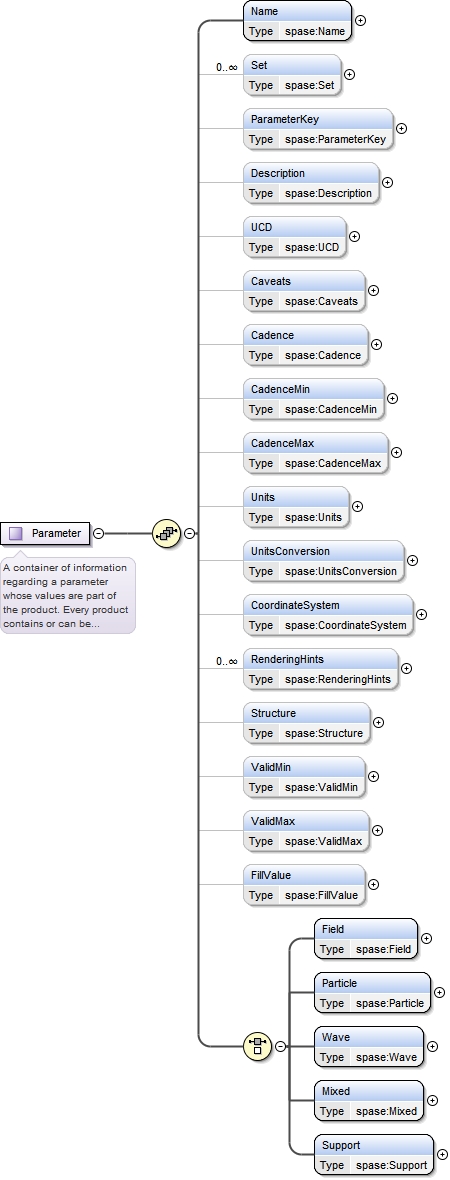 Name
Type spase:Name
0..∞
Set
Type spase:Set
ParameterKey
Type spase:ParameterKey
Description
Type spase:Description
UCD
Type spase:UCD
Caveats
Type spase:Caveats
Cadence
Type spase:Cadence
CadenceMin
Type spase:CadenceMin
CadenceMax
Type spase:CadenceMax
Units
Type spase:Units
Parameter
A container of information
regarding a parameter
whose values are part of
the product. Every product
contains or can be...
UnitsConversion
Type spase:UnitsConversion
CoordinateSystem
Type spase:CoordinateSystem
0..∞
RenderingHints
Type spase:RenderingHints
Structure
Type spase:Structure
ValidMin
Type spase:ValidMin
ValidMax
Type spase:ValidMax
FillValue
Type spase:FillValue
Field
Type spase:Field
Particle
Type spase:Particle
Wave
Type spase:Wave
Mixed
Type spase:Mixed
Support
Type spase:Support